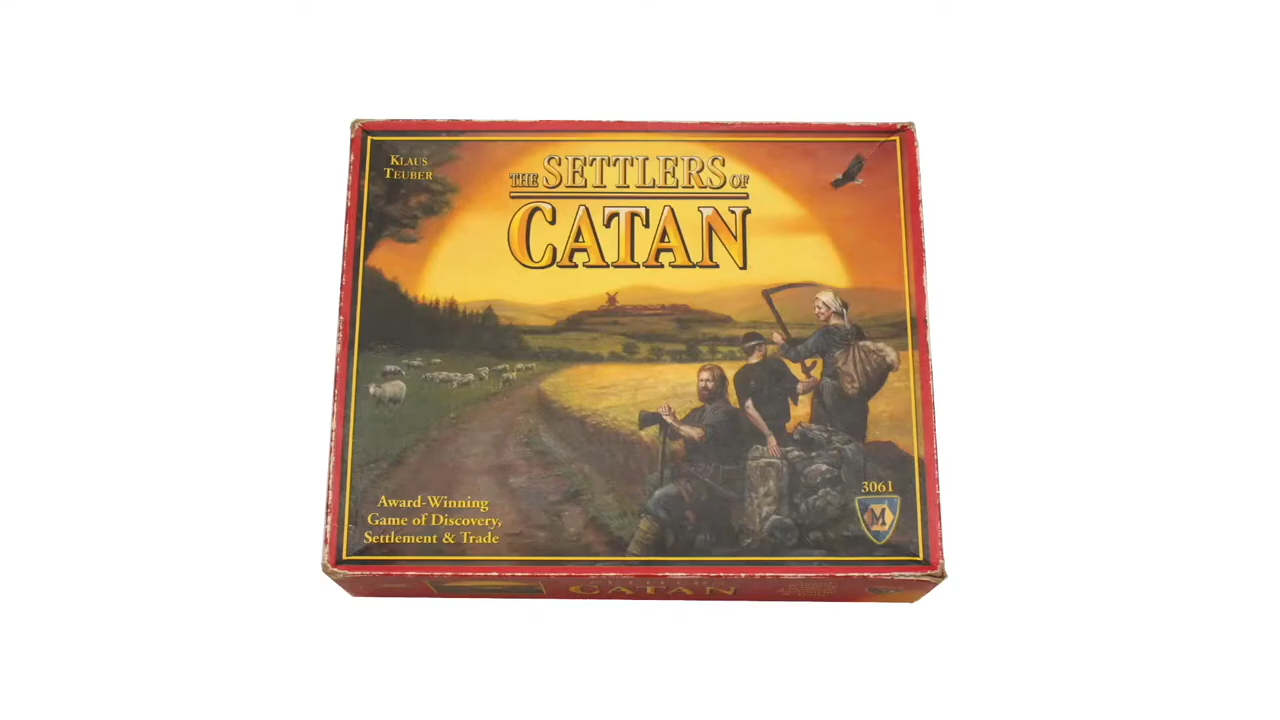 KLAUS
TEUBER
THE SETTLERS OF
CATAN
Award-Winning
Game of Discovery,
Settlement & Trade
3061
M
CATAN